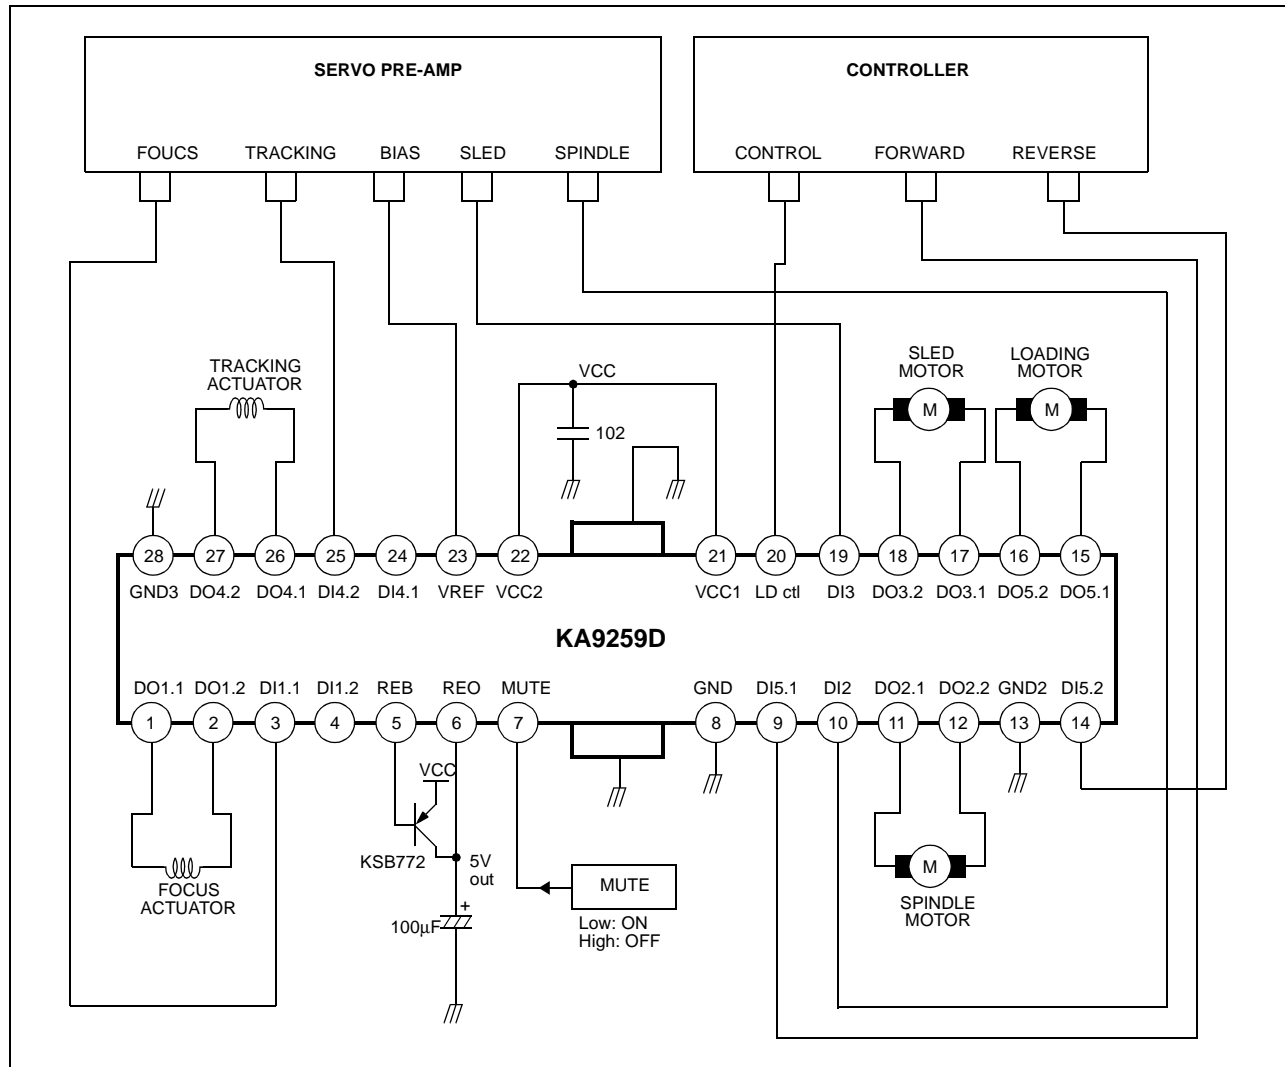 SERVO PRE-AMP
CONTROLLER
FOUCS TRACKING BIAS SLED SPINDLE
CONTROL FORWARD REVERSE
TRACKING
ACTUATOR
VCC
102
SLED
MOTOR
LOADING
MOTOR
M M
28 27 26 25 24 23 22 21 20 19 18 17 16 15
GND3 DO4.2 DO4.1 DI4.2 DI4.1 VREF VCC2 VCC1 LD ctl DI3 DO3.2 DO3.1 DO5.2 DO5.1
KA9259D
DO1.1 DO1.2 DI1.1 DI1.2 REB REO MUTE GND DI5.1 DI2 DO2.1 DO2.2 GND2 DI5.2
1 2 3 4 5 6 7 8 9 10 11 12 13 14
VCC
KSB772
5V
out
+
100µF
FOCUS
ACTUATOR
MUTE
Low: ON
High: OFF
M
SPINDLE
MOTOR